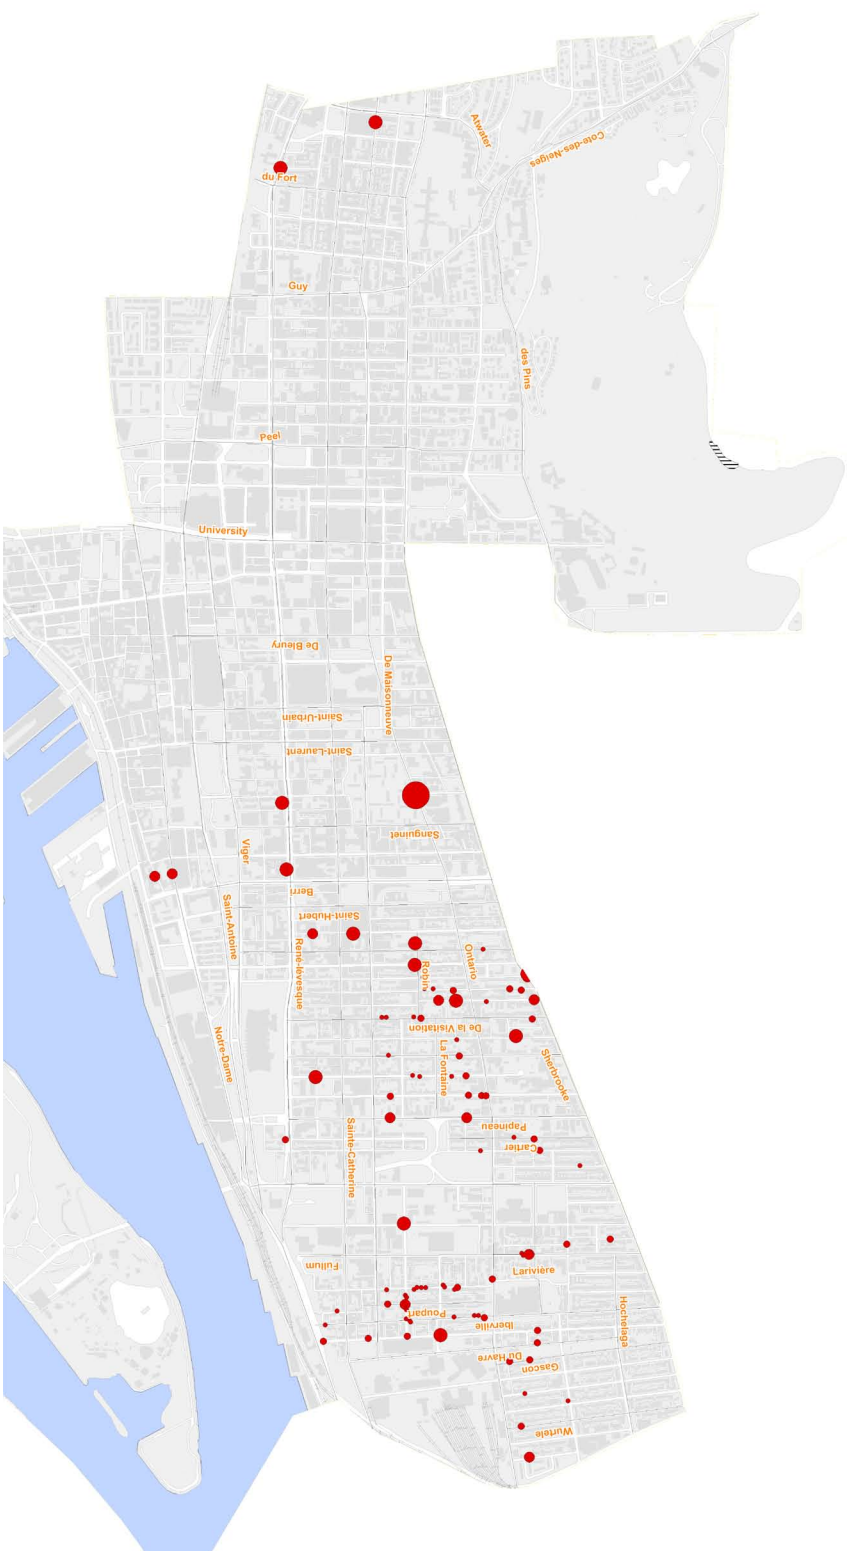 Atwater
Cote-des-Neiges
du Fort
Guy
des Pins
Peel
University
De Bleury
De Maisonneuve
Saint-Urbain
Saint-Laurent
Sanguinet
Viger
Berri
Saint-Hubert
Saint-Antoine
René-lévesque
Robin
Ontario
De la Visitation
Notre-Dame
La Fontaine
Sherbrooke
Sainte-Catherine
Papineau
Cartier
Fullum
Larivière
Poupart
Iberville
Hochelaga
Du Havre
Gascon
Wurtele